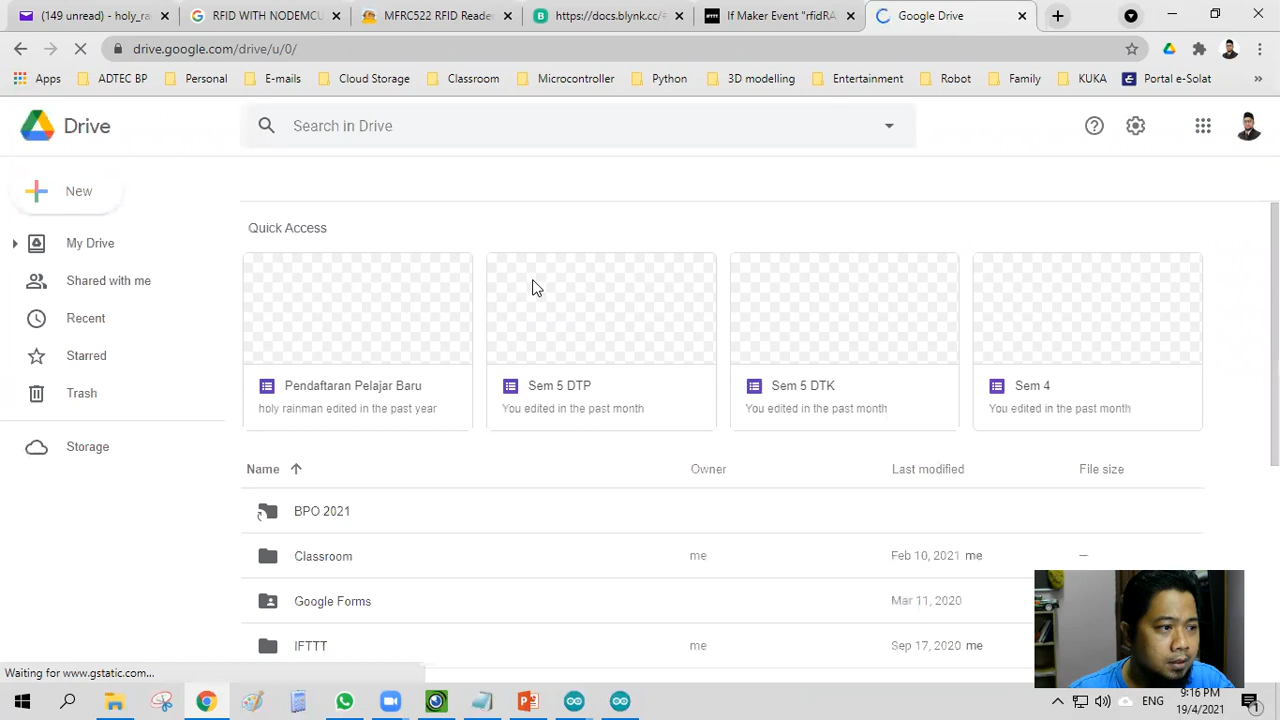 (149 unread) - holy_ra
RFID WITH NODEMCU
MFRC522 RFID Reade
https://docs.blynk.cc/#
If Maker Event "rfidRA
Google Drive
drive.google.com/drive/u/0/
Apps
ADTEC BP
Personal
E-mails
Cloud Storage
Classroom
Microcontroller
Python
3D modelling
Entertainment
Robot
Family
KUKA
Portal e-Solat
»
Drive
Search in Drive
New
My Drive
Shared with me
Recent
Starred
Trash
Storage
Quick Access
Pendaftaran Pelajar Baru
holy rainman edited in the past year
Sem 5 DTP
You edited in the past month
Sem 5 DTK
You edited in the past month
Sem 4
You edited in the past month
Name Owner Last modified File size
BPO 2021
Classroom me Feb 10, 2021 me —
Google Forms Mar 11, 2020
IFTTT me Sep 17, 2020 me
Waiting for www.gstatic.com...
ENG
9:16 PM
19/4/2021